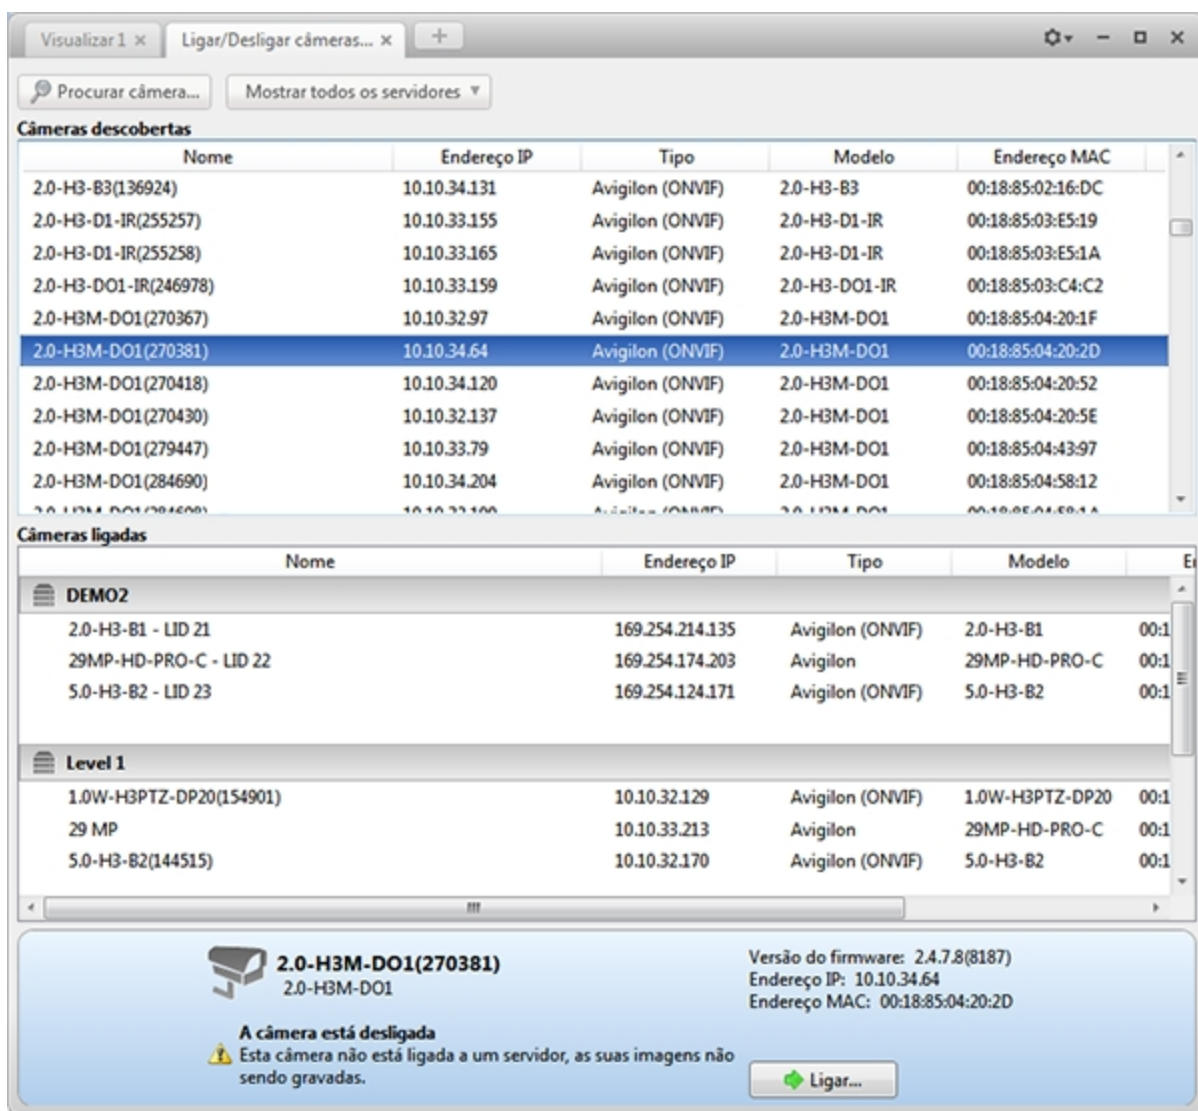 Visualizar 1 ×
Ligar/Desligar câmeras... ×
+
Procurar câmera...
Mostrar todos os servidores
Câmeras descobertas
Nome Endereço IP Tipo Modelo Endereço MAC
2.0-H3-B3(136924) 10.10.34.131 Avigilon (ONVIF) 2.0-H3-B3 00:18:85:02:16:DC
2.0-H3-D1-IR(255257) 10.10.33.155 Avigilon (ONVIF) 2.0-H3-D1-IR 00:18:85:03:E5:19
2.0-H3-D1-IR(255258) 10.10.33.165 Avigilon (ONVIF) 2.0-H3-D1-IR 00:18:85:03:E5:1A
2.0-H3-DO1-IR(246978) 10.10.33.159 Avigilon (ONVIF) 2.0-H3-DO1-IR 00:18:85:03:C4:C2
2.0-H3M-DO1(270367) 10.10.32.97 Avigilon (ONVIF) 2.0-H3M-DO1 00:18:85:04:20:1F
2.0-H3M-DO1(270381) 10.10.34.64 Avigilon (ONVIF) 2.0-H3M-DO1 00:18:85:04:20:2D
2.0-H3M-DO1(270418) 10.10.34.120 Avigilon (ONVIF) 2.0-H3M-DO1 00:18:85:04:20:52
2.0-H3M-DO1(270430) 10.10.32.137 Avigilon (ONVIF) 2.0-H3M-DO1 00:18:85:04:20:5E
2.0-H3M-DO1(279447) 10.10.33.79 Avigilon (ONVIF) 2.0-H3M-DO1 00:18:85:04:43:97
2.0-H3M-DO1(284690) 10.10.34.204 Avigilon (ONVIF) 2.0-H3M-DO1 00:18:85:04:58:12
Câmeras ligadas
Nome Endereço IP Tipo Modelo
DEMO2
2.0-H3-B1 - LID 21 169.254.214.135 Avigilon (ONVIF) 2.0-H3-B1 00:1
29MP-HD-PRO-C - LID 22 169.254.174.203 Avigilon 29MP-HD-PRO-C 00:1
5.0-H3-B2 - LID 23 169.254.124.171 Avigilon (ONVIF) 5.0-H3-B2 00:1
Level 1
1.0W-H3PTZ-DP20(154901) 10.10.32.129 Avigilon (ONVIF) 1.0W-H3PTZ-DP20 00:1
29 MP 10.10.33.213 Avigilon 29MP-HD-PRO-C 00:1
5.0-H3-B2(144515) 10.10.32.170 Avigilon (ONVIF) 5.0-H3-B2 00:1
2.0-H3M-DO1(270381)
2.0-H3M-DO1
Versão do firmware: 2.4.7.8(8187)
Endereço IP: 10.10.34.64
Endereço MAC: 00:18:85:04:20:2D
A câmera está desligada
Esta câmera não está ligada a um servidor, as suas imagens não
sendo gravadas.
Ligar...